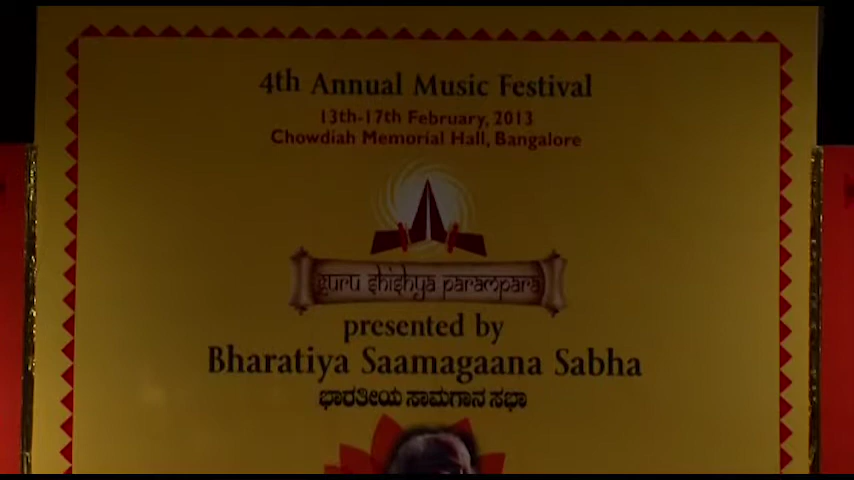 4th Annual Music Festival
13th-17th February, 2013
Chowdiah Memorial Hall, Bangalore
guru shishya parampara
presented by
Bharatiya Saamagaana Sabha
ಭಾರತೀಯ ಸಾಮಗಾನ ಸಭಾ